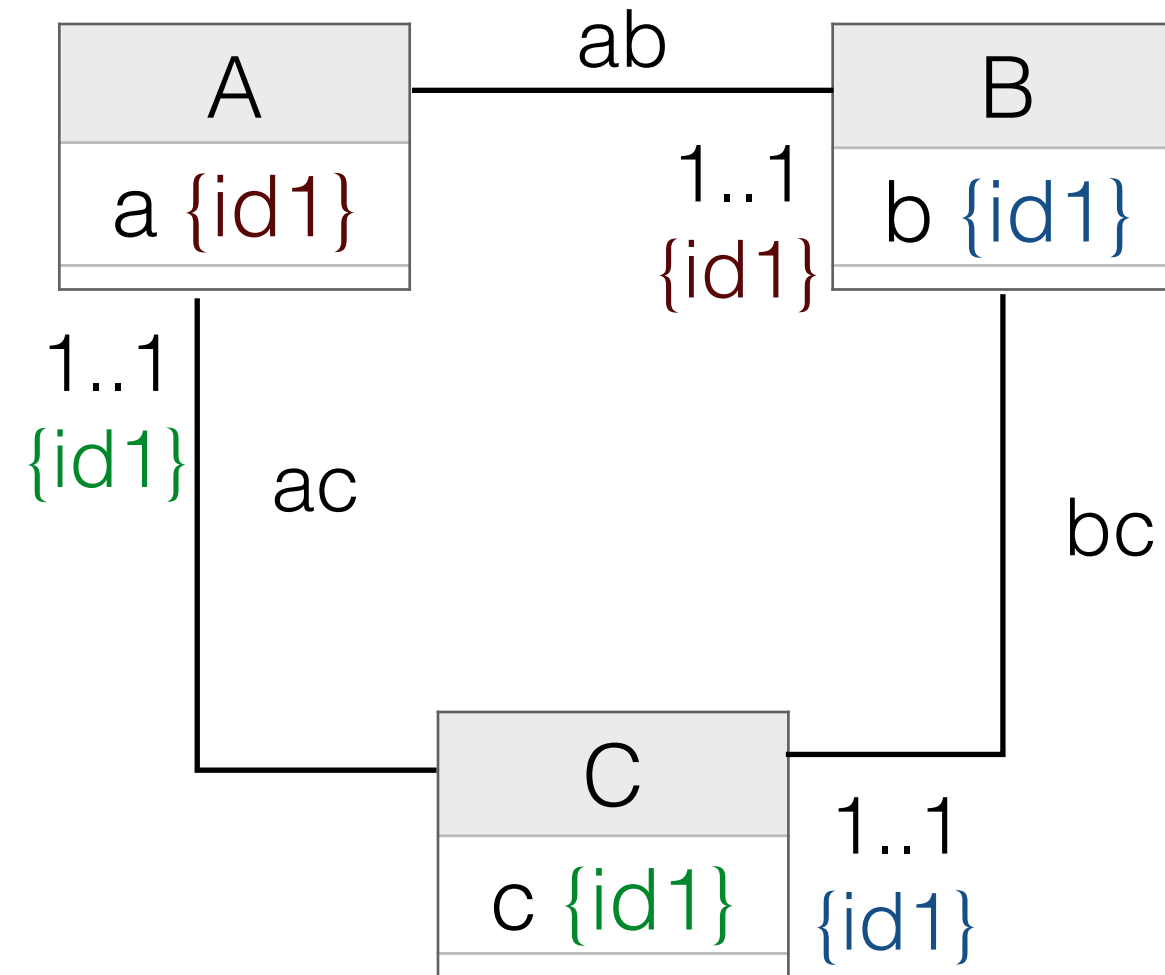 ab
A
B
a {id1}
1..1
{id1}
b {id1}
1..1
{id1}
ac
bc
C
c {id1}
1..1
{id1}